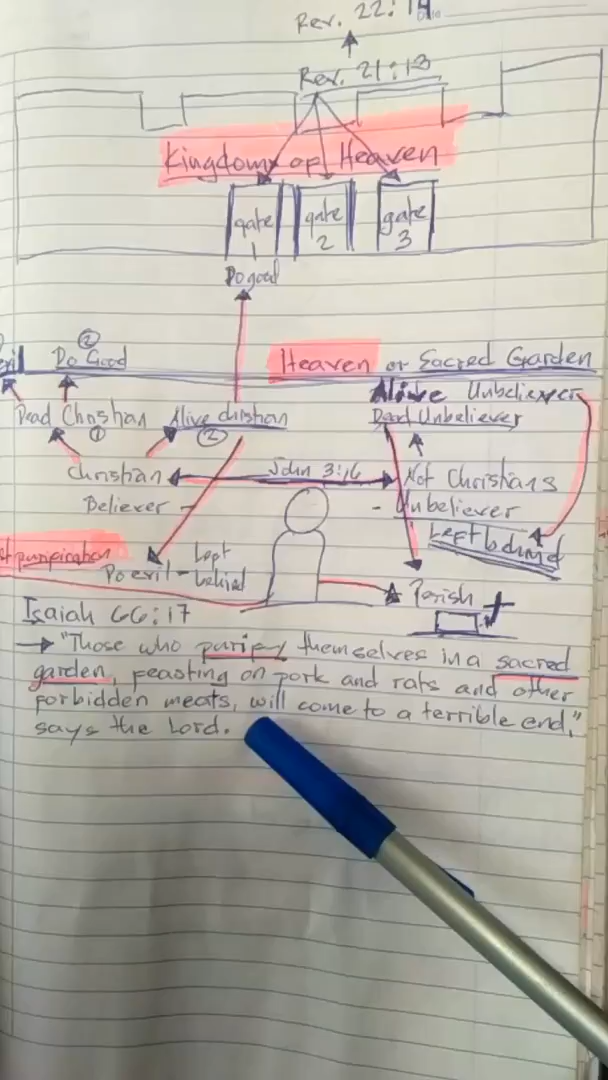 Rev. 22:14
Rev. 21:13
Kingdom of Heaven
gate 1
gate 2
gate 3
Do good
② Do Good
Heaven or Sacred Garden
Dead Christian
①
Alive christian
②
Alive Unbeliever
Dead Unbeliever
Christian
John 3:16
Not Christians
Believer -
- Unbeliever
Left behind
purification
Do evil - Left behind
Perish
Isaiah 66:17
"Those who purify themselves in a sacred
garden, feasting on pork and rats and other
forbidden meats, will come to a terrible end,"
says the Lord.